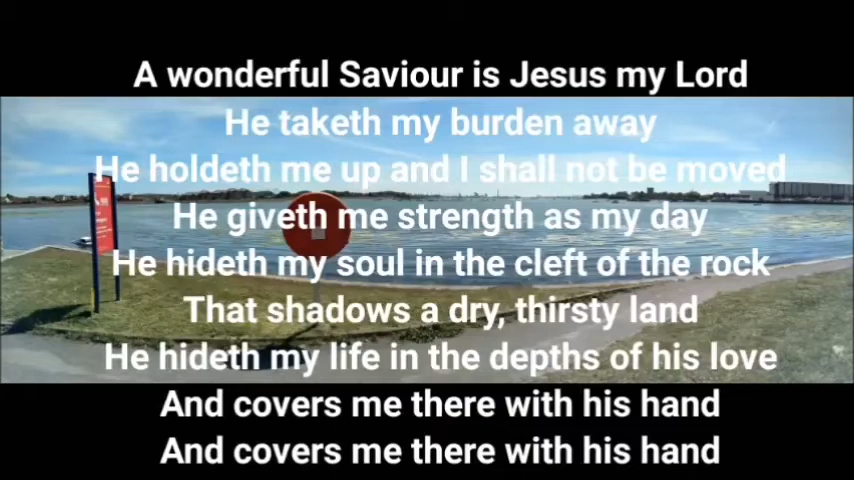 A wonderful Saviour is Jesus my Lord
He taketh my burden away
He holdeth me up and I shall not be moved
He giveth me strength as my day
He hideth my soul in the cleft of the rock
That shadows a dry, thirsty land
He hideth my life in the depths of his love
And covers me there with his hand
And covers me there with his hand